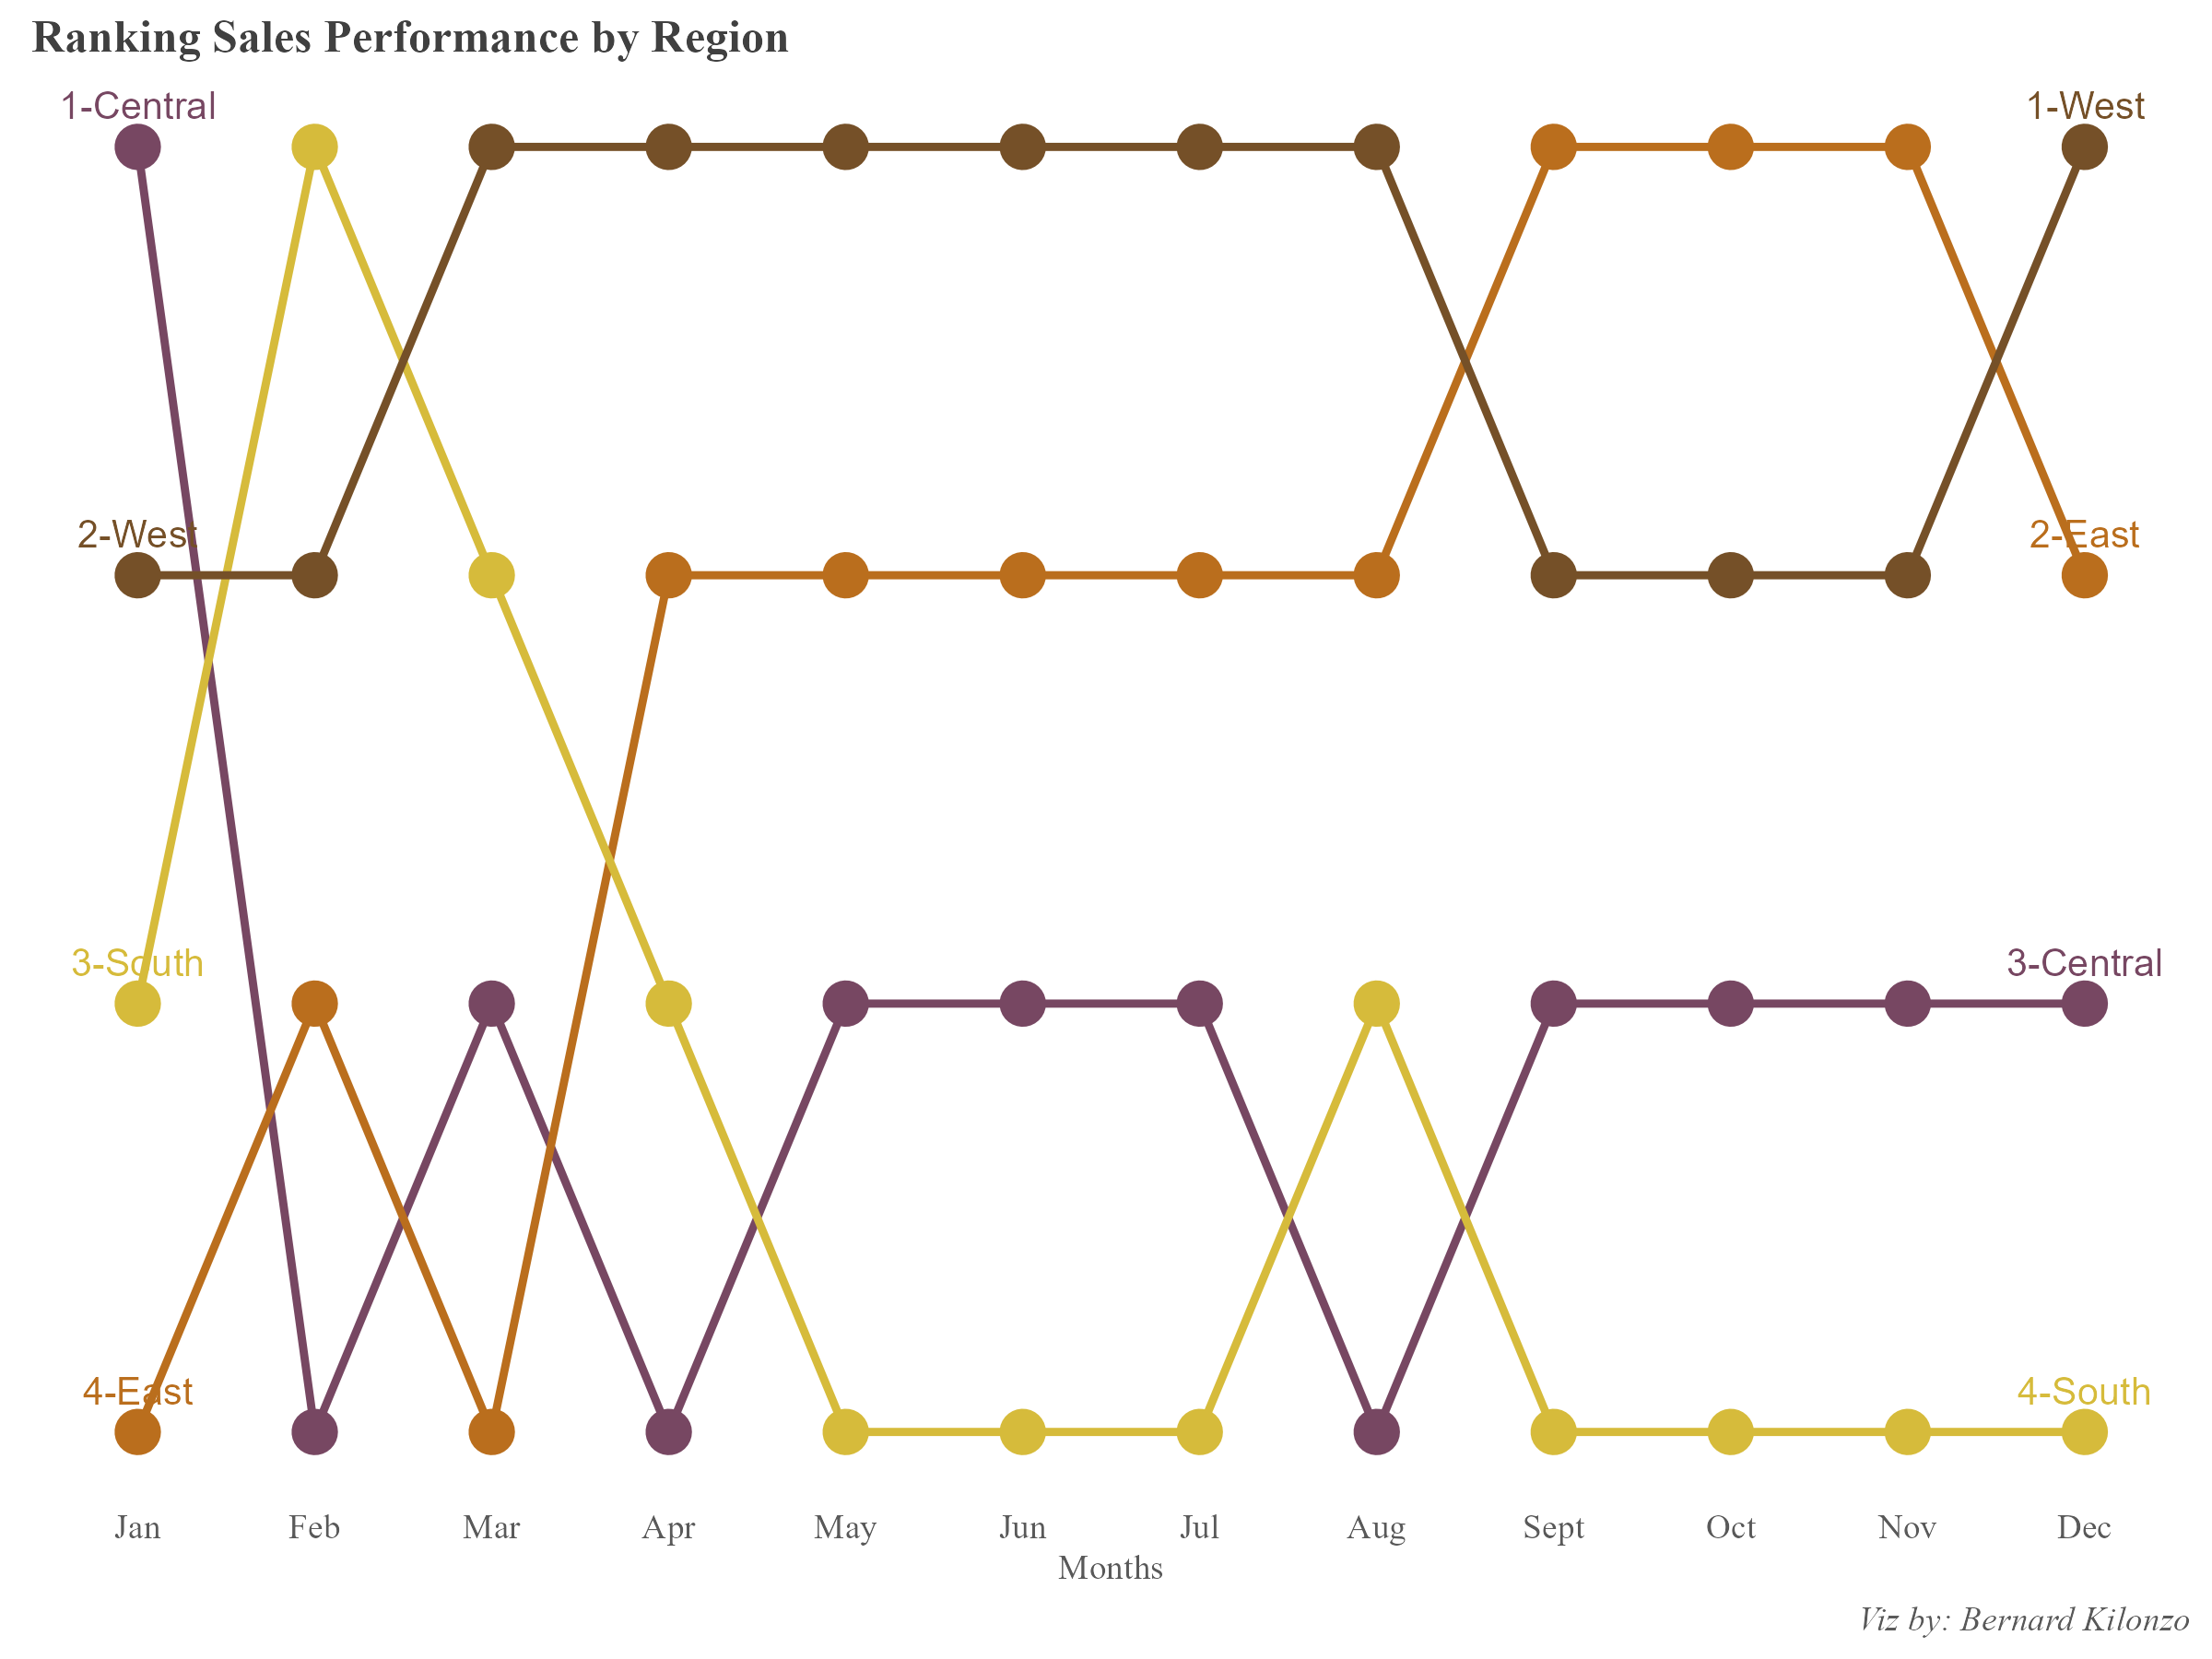 Ranking Sales Performance by Region
1-Central
1-West
2-West
2-East
3-South
3-Central
4-East
4-South
Jan Feb Mar Apr May Jun Jul Aug Sept Oct Nov Dec
Months
Viz by: Bernard Kilonzo